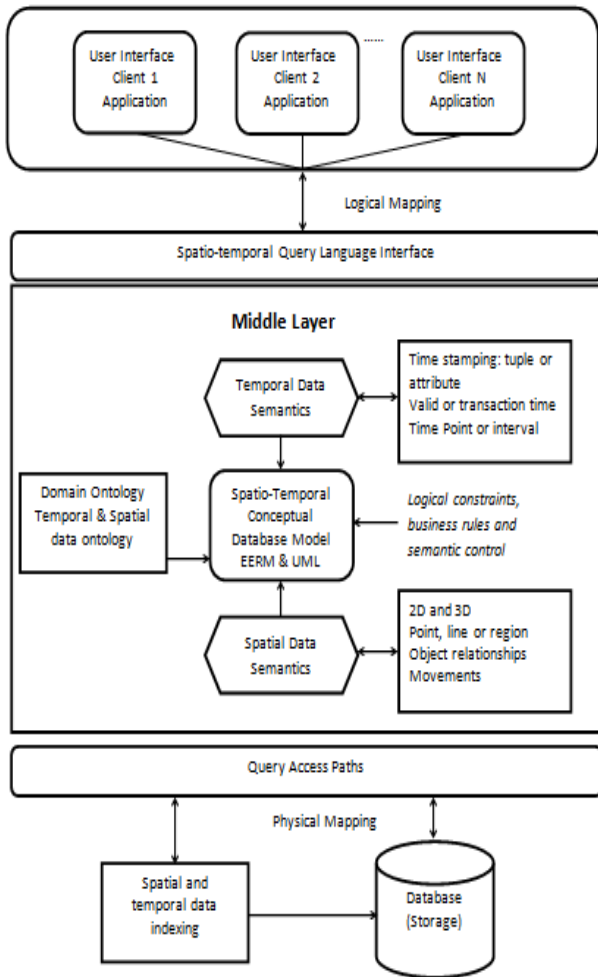 User Interface
Client 1
Application
User Interface
Client 2
Application
......
User Interface
Client N
Application
Logical Mapping
Spatio-temporal Query Language Interface
Middle Layer
Temporal Data
Semantics
Time stamping: tuple or
attribute
Valid or transaction time
Time Point or interval
Domain Ontology
Temporal & Spatial
data ontology
Spatio-Temporal
Conceptual
Database Model
EERM & UML
Logical constraints,
business rules and
semantic control
Spatial Data
Semantics
2D and 3D
Point, line or region
Object relationships
Movements
Query Access Paths
Physical Mapping
Spatial and
temporal data
indexing
Database
(Storage)